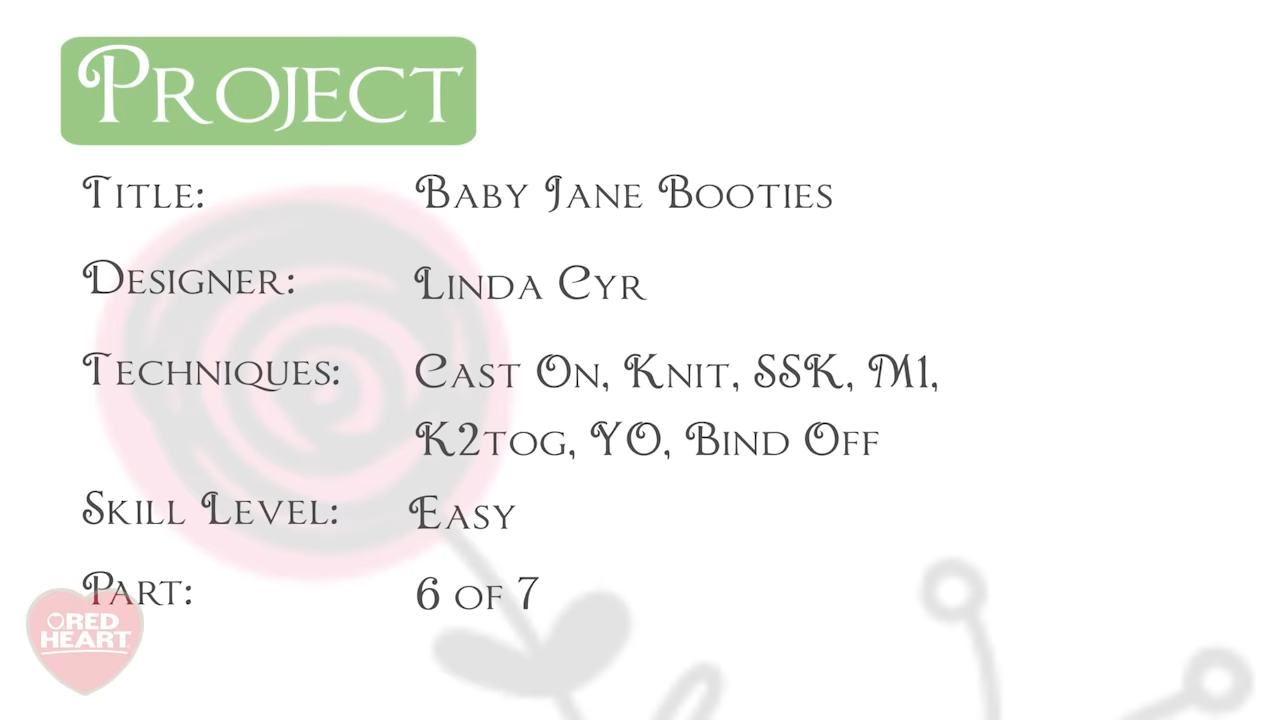 Project
Title: Baby Jane Booties
Designer: Linda Cyr
Techniques: Cast On, Knit, SSK, M1,
K2tog, YO, Bind Off
Skill Level: Easy
Part: 6 of 7
RED
HEART